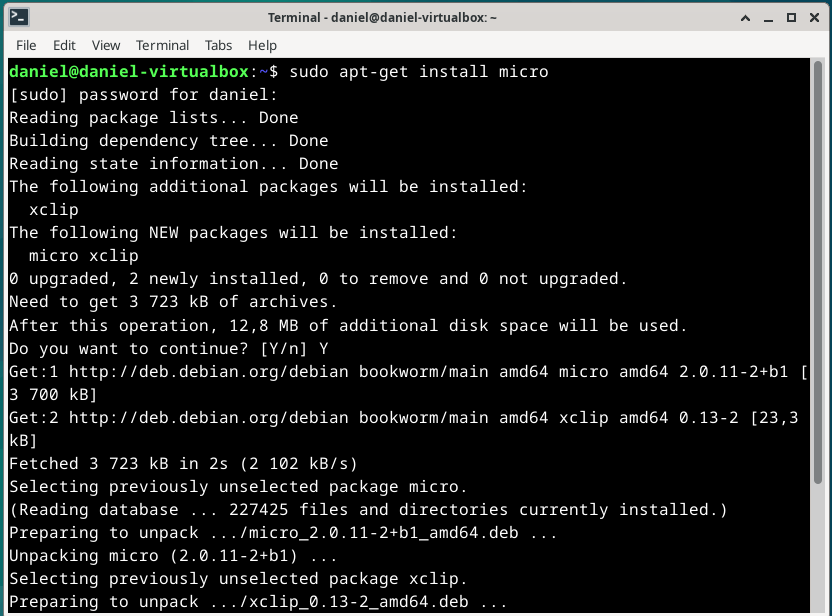 Terminal - daniel@daniel-virtualbox: ~
File Edit View Terminal Tabs Help
daniel@daniel-virtualbox:~$ sudo apt-get install micro
[sudo] password for daniel:
Reading package lists... Done
Building dependency tree... Done
Reading state information... Done
The following additional packages will be installed:
  xclip
The following NEW packages will be installed:
  micro xclip
0 upgraded, 2 newly installed, 0 to remove and 0 not upgraded.
Need to get 3 723 kB of archives.
After this operation, 12,8 MB of additional disk space will be used.
Do you want to continue? [Y/n] Y
Get:1 http://deb.debian.org/debian bookworm/main amd64 micro amd64 2.0.11-2+b1 [
3 700 kB]
Get:2 http://deb.debian.org/debian bookworm/main amd64 xclip amd64 0.13-2 [23,3
kB]
Fetched 3 723 kB in 2s (2 102 kB/s)
Selecting previously unselected package micro.
(Reading database ... 227425 files and directories currently installed.)
Preparing to unpack .../micro_2.0.11-2+b1_amd64.deb ...
Unpacking micro (2.0.11-2+b1) ...
Selecting previously unselected package xclip.
Preparing to unpack .../xclip_0.13-2_amd64.deb ...